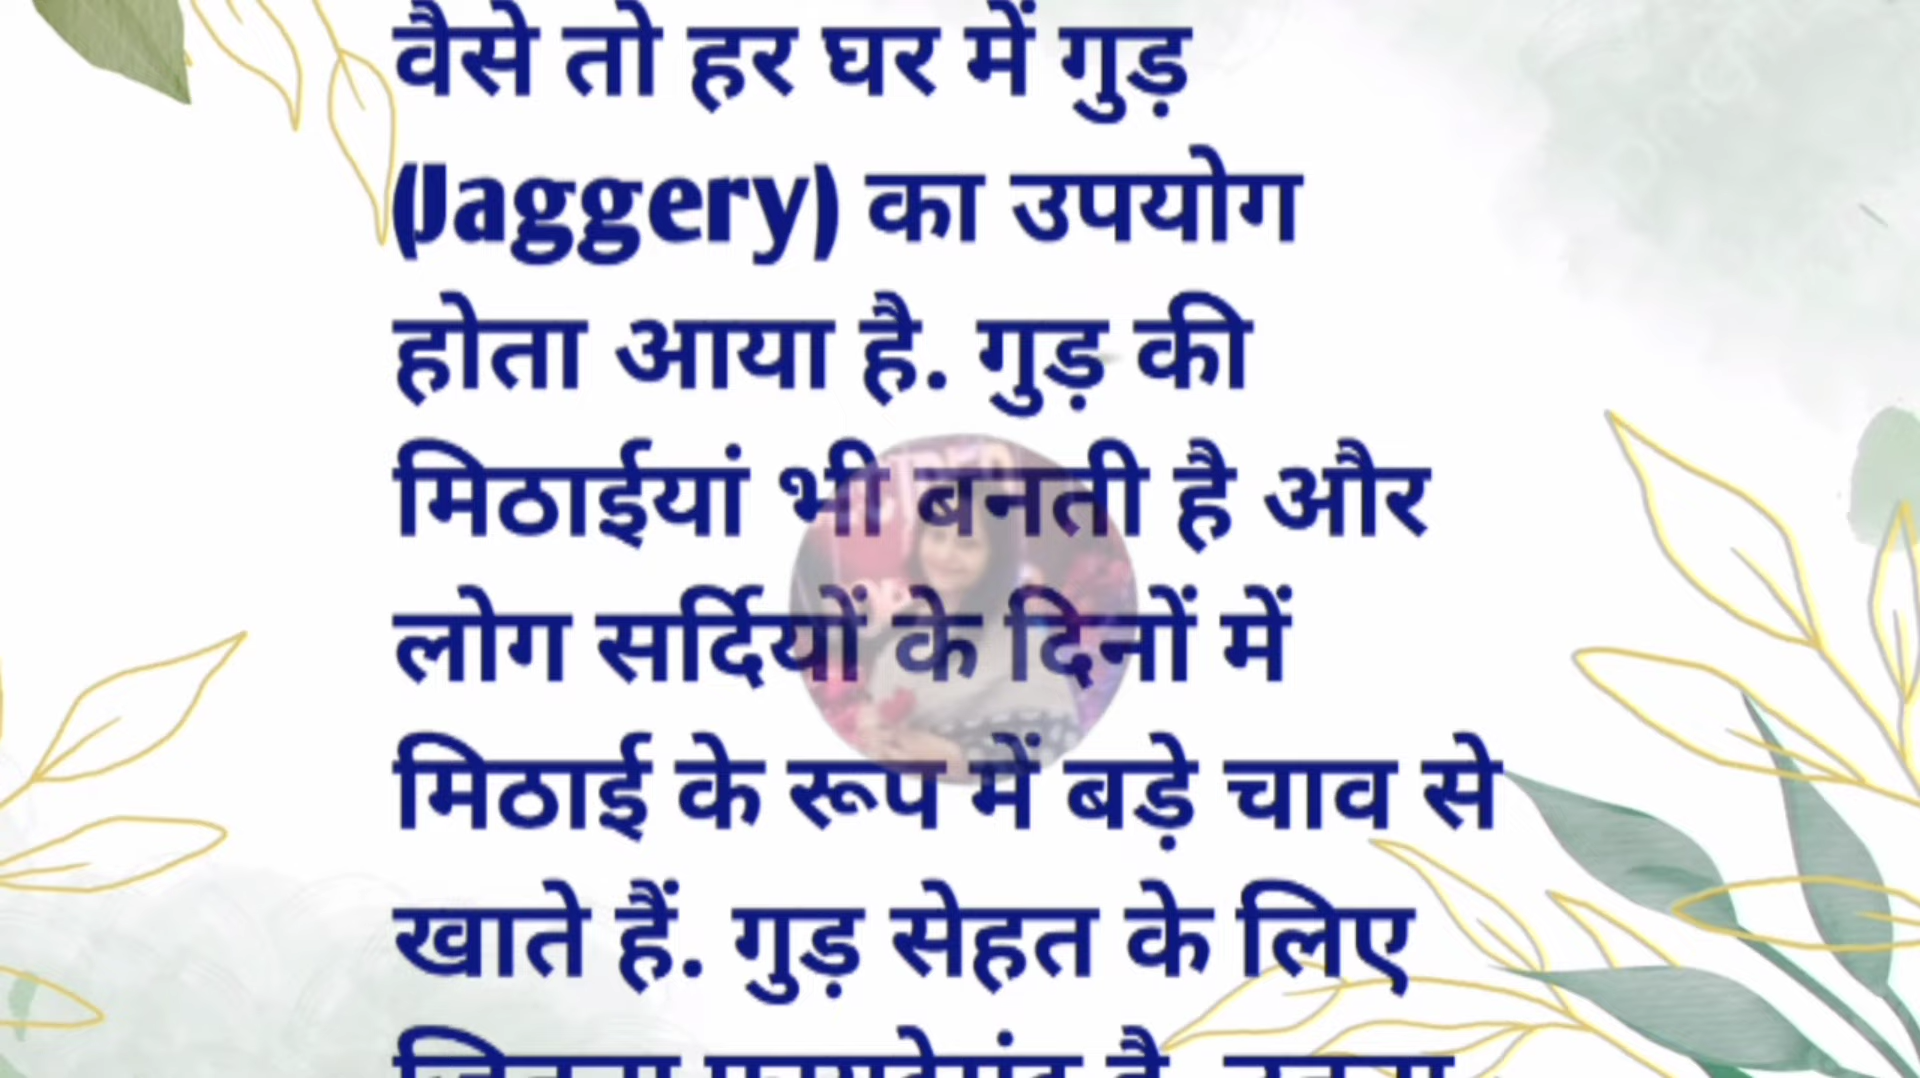 वैसे तो हर घर में गुड़
(Jaggery) का उपयोग
होता आया है. गुड़ की
मिठाईयां भी बनती है और
लोग सर्दियों के दिनों में
मिठाई के रूप में बड़े चाव से
खाते हैं. गुड़ सेहत के लिए